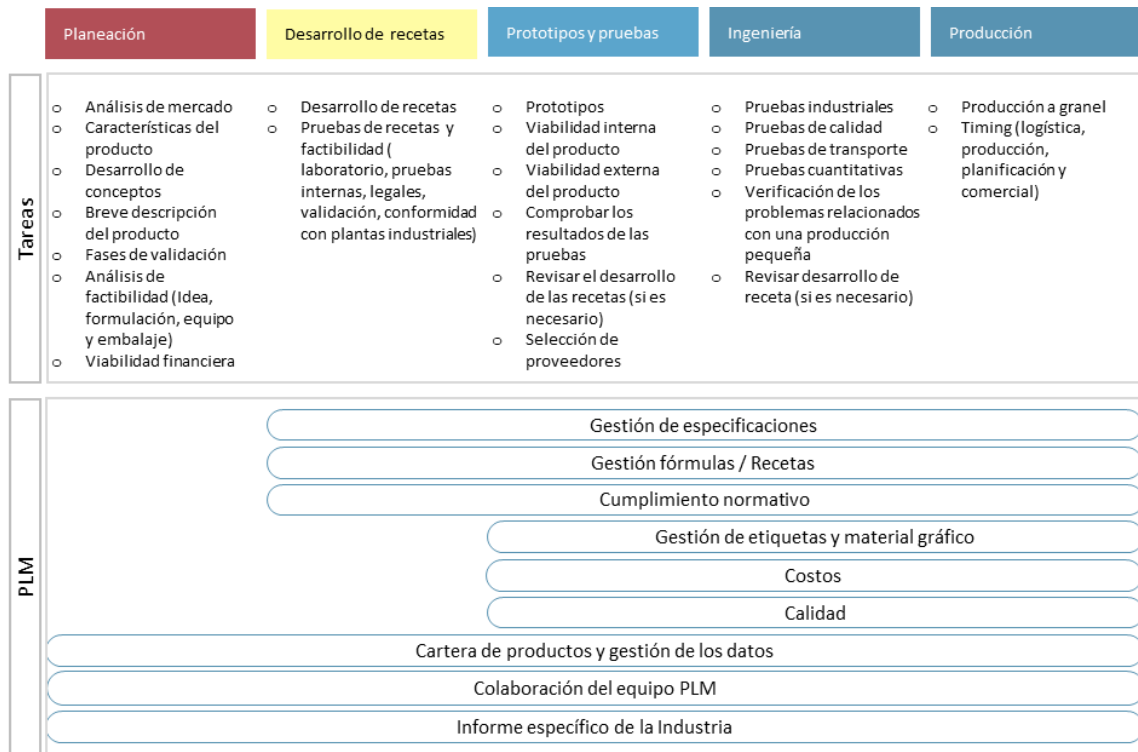 Planeación
Desarrollo de recetas
Prototipos y pruebas
Ingeniería
Producción
Tareas
o Análisis de mercado
o Características del
producto
o Desarrollo de
conceptos
o Breve descripción
del producto
o Fases de validación
o Análisis de
factibilidad (Idea,
formulación, equipo
y embalaje)
o Viabilidad financiera
o Desarrollo de recetas
o Pruebas de recetas y
factibilidad (
laboratorio, pruebas
internas, legales,
validación, conformidad
con plantas industriales)
o Prototipos
o Viabilidad interna
del producto
o Viabilidad externa
del producto
o Comprobar los
resultados de las
pruebas
o Revisar el desarrollo
de las recetas (si es
necesario)
o Selección de
proveedores
o Pruebas industriales
o Pruebas de calidad
o Pruebas de transporte
o Pruebas cuantitativas
o Verificación de los
problemas relacionados
con una producción
pequeña
o Revisar desarrollo de
receta (si es necesario)
o Producción a granel
o Timing (logística,
producción,
planificación y
comercial)
PLM
Gestión de especificaciones
Gestión fórmulas / Recetas
Cumplimiento normativo
Gestión de etiquetas y material gráfico
Costos
Calidad
Cartera de productos y gestión de los datos
Colaboración del equipo PLM
Informe específico de la Industria